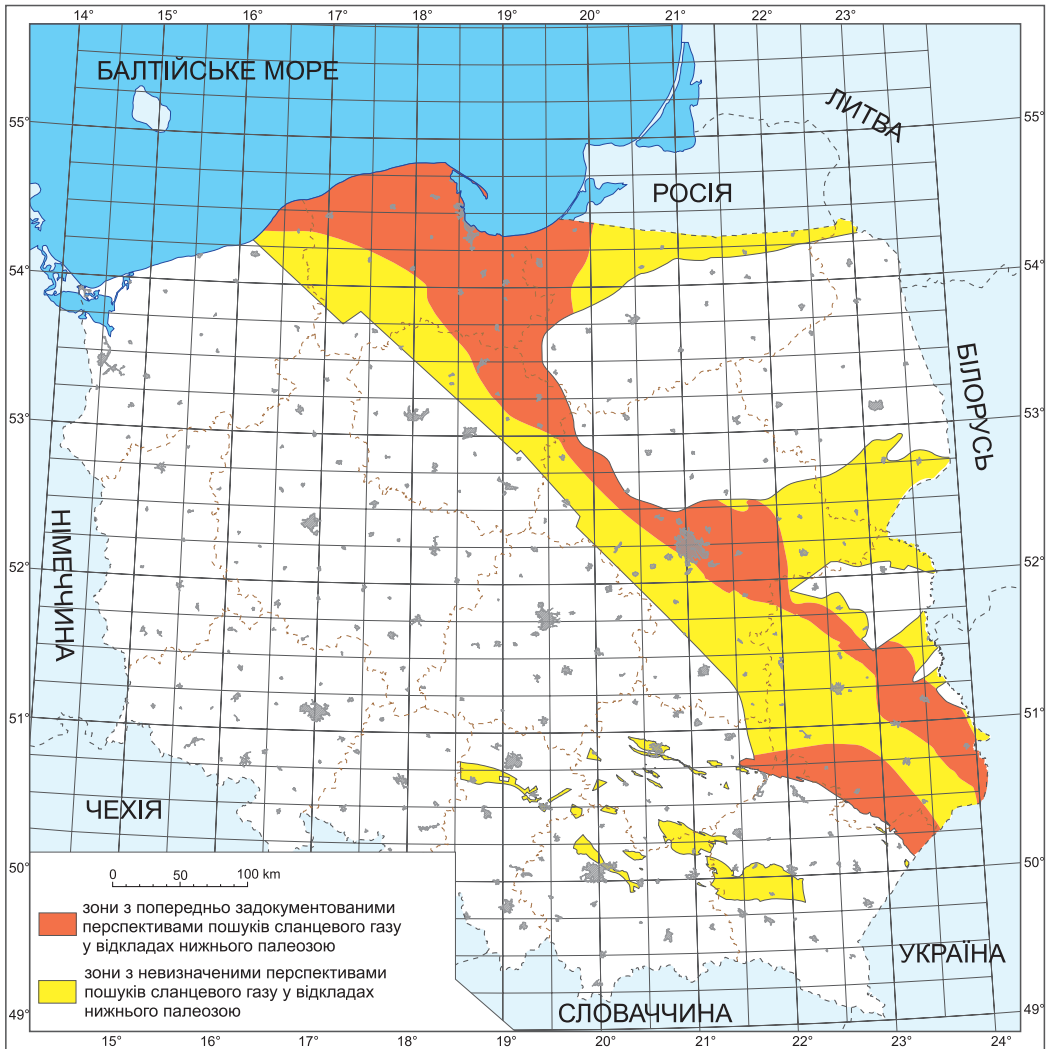 14° 15° 16° 17° 18° 19° 20° 21° 22° 23°
БАЛТІЙСЬКЕ МОРЕ
ЛИТВА
55° 55°
РОСІЯ
54° 54°
БІЛОРУСЬ
53° 53°
НІМЕЧЧИНА
52° 52°
51° 51°
ЧЕХІЯ
50° 50°
0 50 100 km
зони з попередньо задокументованими
перспективами пошуків сланцевого газу
у відкладах нижнього палеозою
УКРАЇНА
зони з невизначеними перспективами
пошуків сланцевого газу у відкладах
нижнього палеозою
СЛОВАЧЧИНА
49° 49°
15° 16° 17° 18° 19° 20° 21° 22° 23° 24°